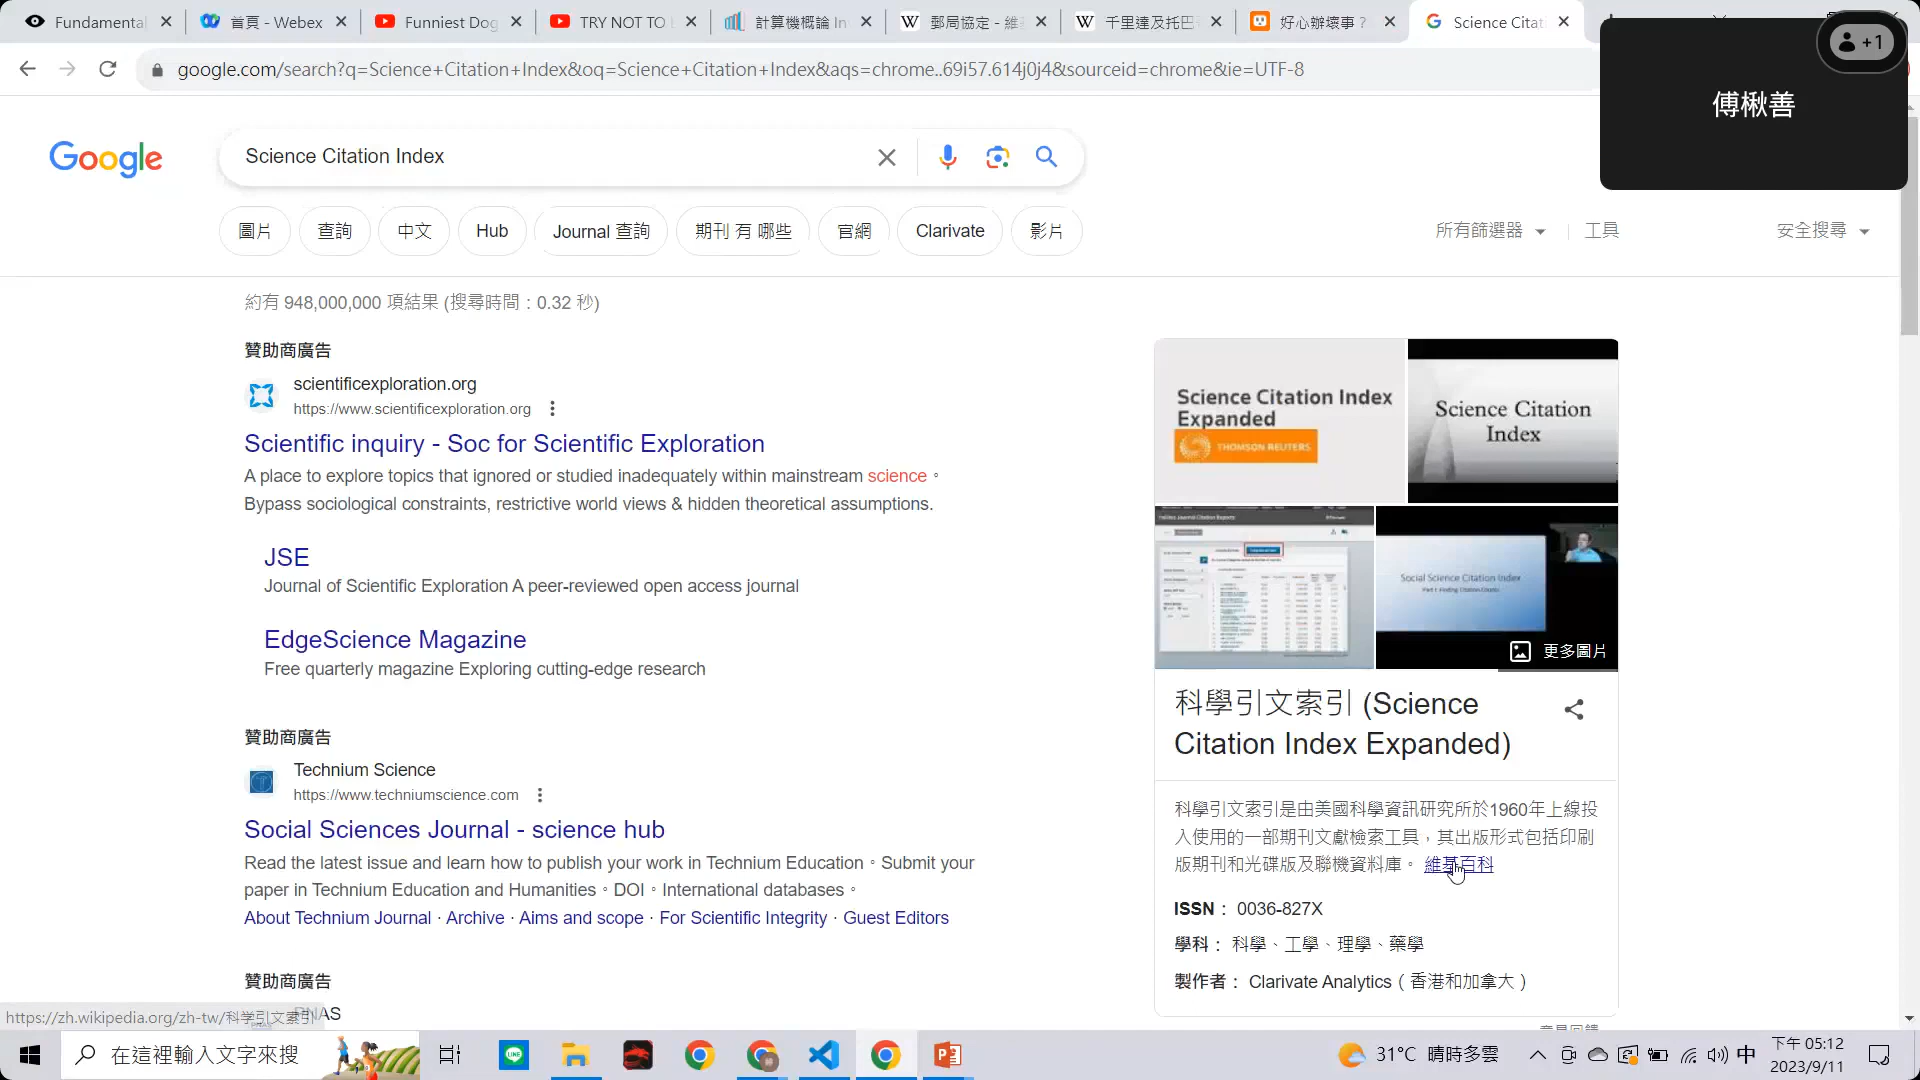 Fundamental
首頁 - Webex
Funniest Dog
TRY NOT TO
計算機概論 In
郵局協定 - 維
千里達及托巴
好心辦壞事？
Science Citat
google.com/search?q=Science+Citation+Index&oq=Science+Citation+Index&aqs=chrome..69i57.614j0j4&sourceid=chrome&ie=UTF-8
+1
傅楸善
Google
Science Citation Index
圖片
查詢
中文
Hub
Journal 查詢
期刊 有 哪些
官網
Clarivate
影片
所有篩選器
工具
安全搜尋
約有 948,000,000 項結果 (搜尋時間：0.32 秒)
贊助商廣告
scientificexploration.org
https://www.scientificexploration.org
Scientific inquiry - Soc for Scientific Exploration
A place to explore topics that ignored or studied inadequately within mainstream science。
Bypass sociological constraints, restrictive world views & hidden theoretical assumptions.
JSE
Journal of Scientific Exploration A peer-reviewed open access journal
EdgeScience Magazine
Free quarterly magazine Exploring cutting-edge research
贊助商廣告
Technium Science
https://www.techniumscience.com
Social Sciences Journal - science hub
Read the latest issue and learn how to publish your work in Technium Education。Submit your
paper in Technium Education and Humanities。DOI。International databases。
About Technium Journal · Archive · Aims and scope · For Scientific Integrity · Guest Editors
贊助商廣告
PNAS
https://zh.wikipedia.org/zh-tw/科学引文索引
Science Citation Index
Expanded
THOMSON REUTERS
Science Citation
Index
Social Science Citation Index
更多圖片
科學引文索引 (Science
Citation Index Expanded)
科學引文索引是由美國科學資訊研究所於1960年上線投
入使用的一部期刊文獻檢索工具，其出版形式包括印刷
版期刊和光碟版及聯機資料庫。 維基百科
ISSN： 0036-827X
學科： 科學、工學、理學、藥學
製作者： Clarivate Analytics（香港和加拿大）
在這裡輸入文字來搜
31°C 晴時多雲
中
下午 05:12
2023/9/11